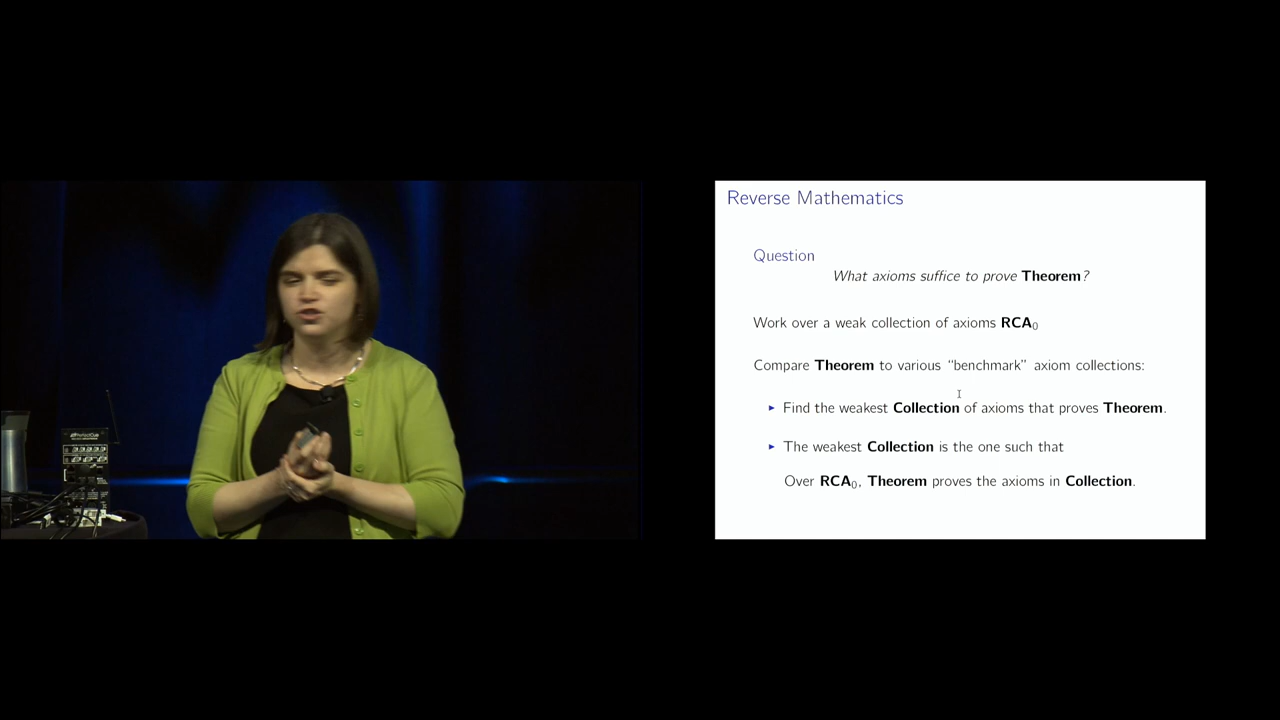 Reverse Mathematics
Question
What axioms suffice to prove Theorem?
Work over a weak collection of axioms RCA₀
Compare Theorem to various “benchmark” axiom collections:
▸ Find the weakest Collection of axioms that proves Theorem.
▸ The weakest Collection is the one such that
Over RCA₀, Theorem proves the axioms in Collection.